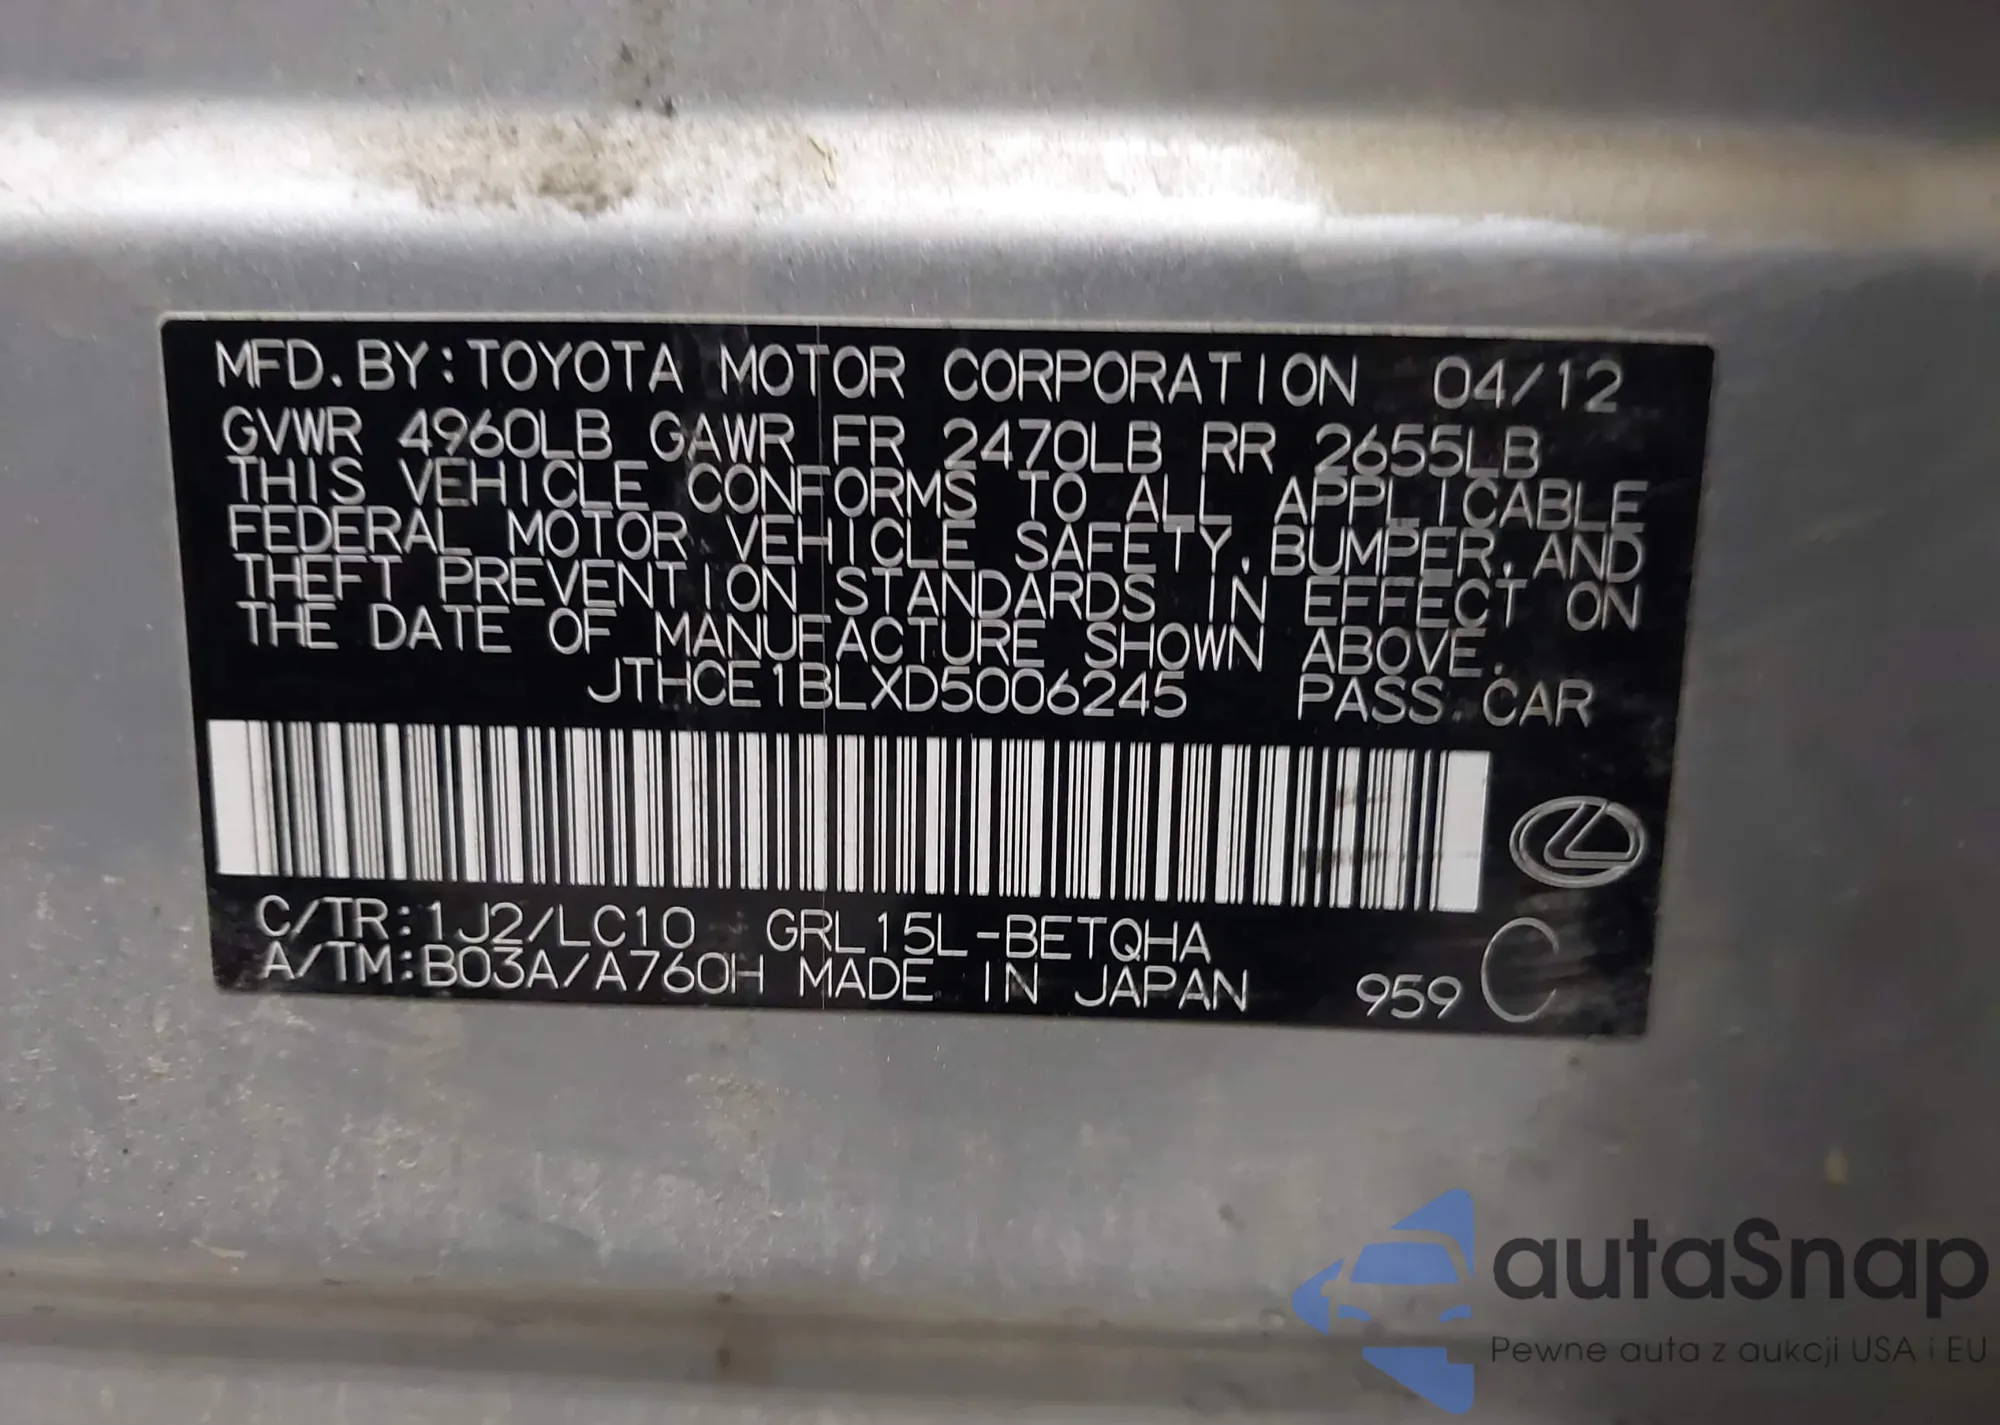 MFD. BY: TOYOTA MOTOR CORPORATION 04/12
GVWR 4960LB GAWR FR 2470LB RR 2655LB
THIS VEHICLE CONFORMS TO ALL APPLICABLE
FEDERAL MOTOR VEHICLE SAFETY, BUMPER, AND
THEFT PREVENTION STANDARDS IN EFFECT ON
THE DATE OF MANUFACTURE SHOWN ABOVE.
JTHCE1BLXD5006245 PASS. CAR
C/TR: 1J2/LC10 GRL15L-BETQHA
A/TM: B03A/A760H MADE IN JAPAN 959 C
autaSnap
Pewne auta z aukcji USA i EU